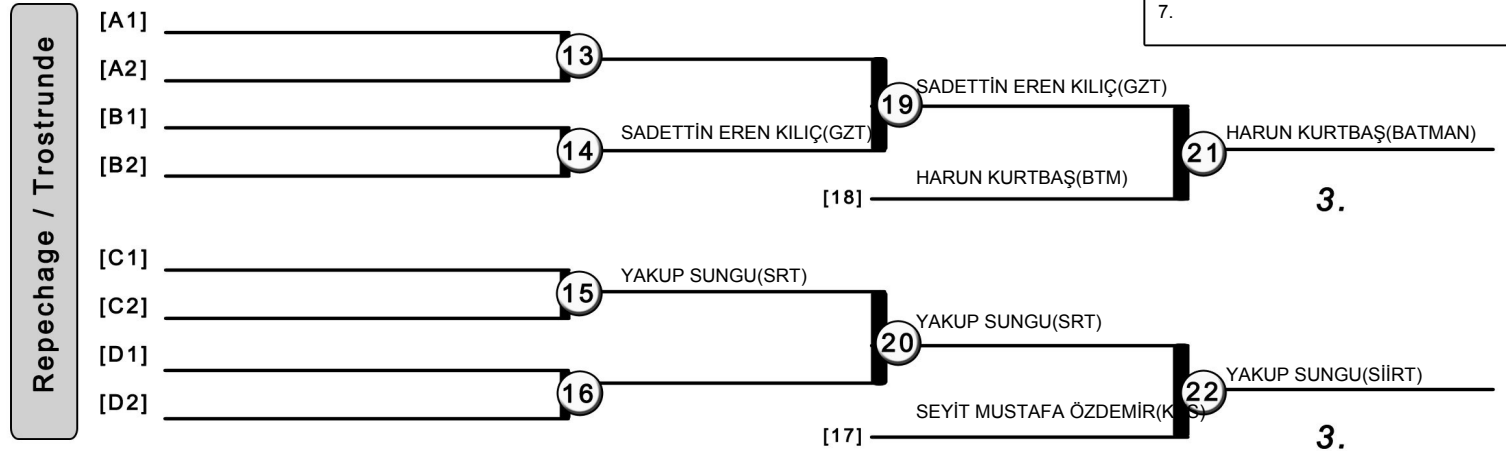 Repechage / Trostrunde
7.
[A1]
[A2]
13
[B1]
[B2]
14
SADETTİN EREN KILIÇ(GZT)
19
SADETTİN EREN KILIÇ(GZT)
[18]
HARUN KURTBAŞ(BTM)
21
HARUN KURTBAŞ(BATMAN)
3.
[C1]
[C2]
15
YAKUP SUNGU(SRT)
[D1]
[D2]
16
20
YAKUP SUNGU(SRT)
[17]
SEYİT MUSTAFA ÖZDEMİR
22
YAKUP SUNGU(SİİRT)
3.